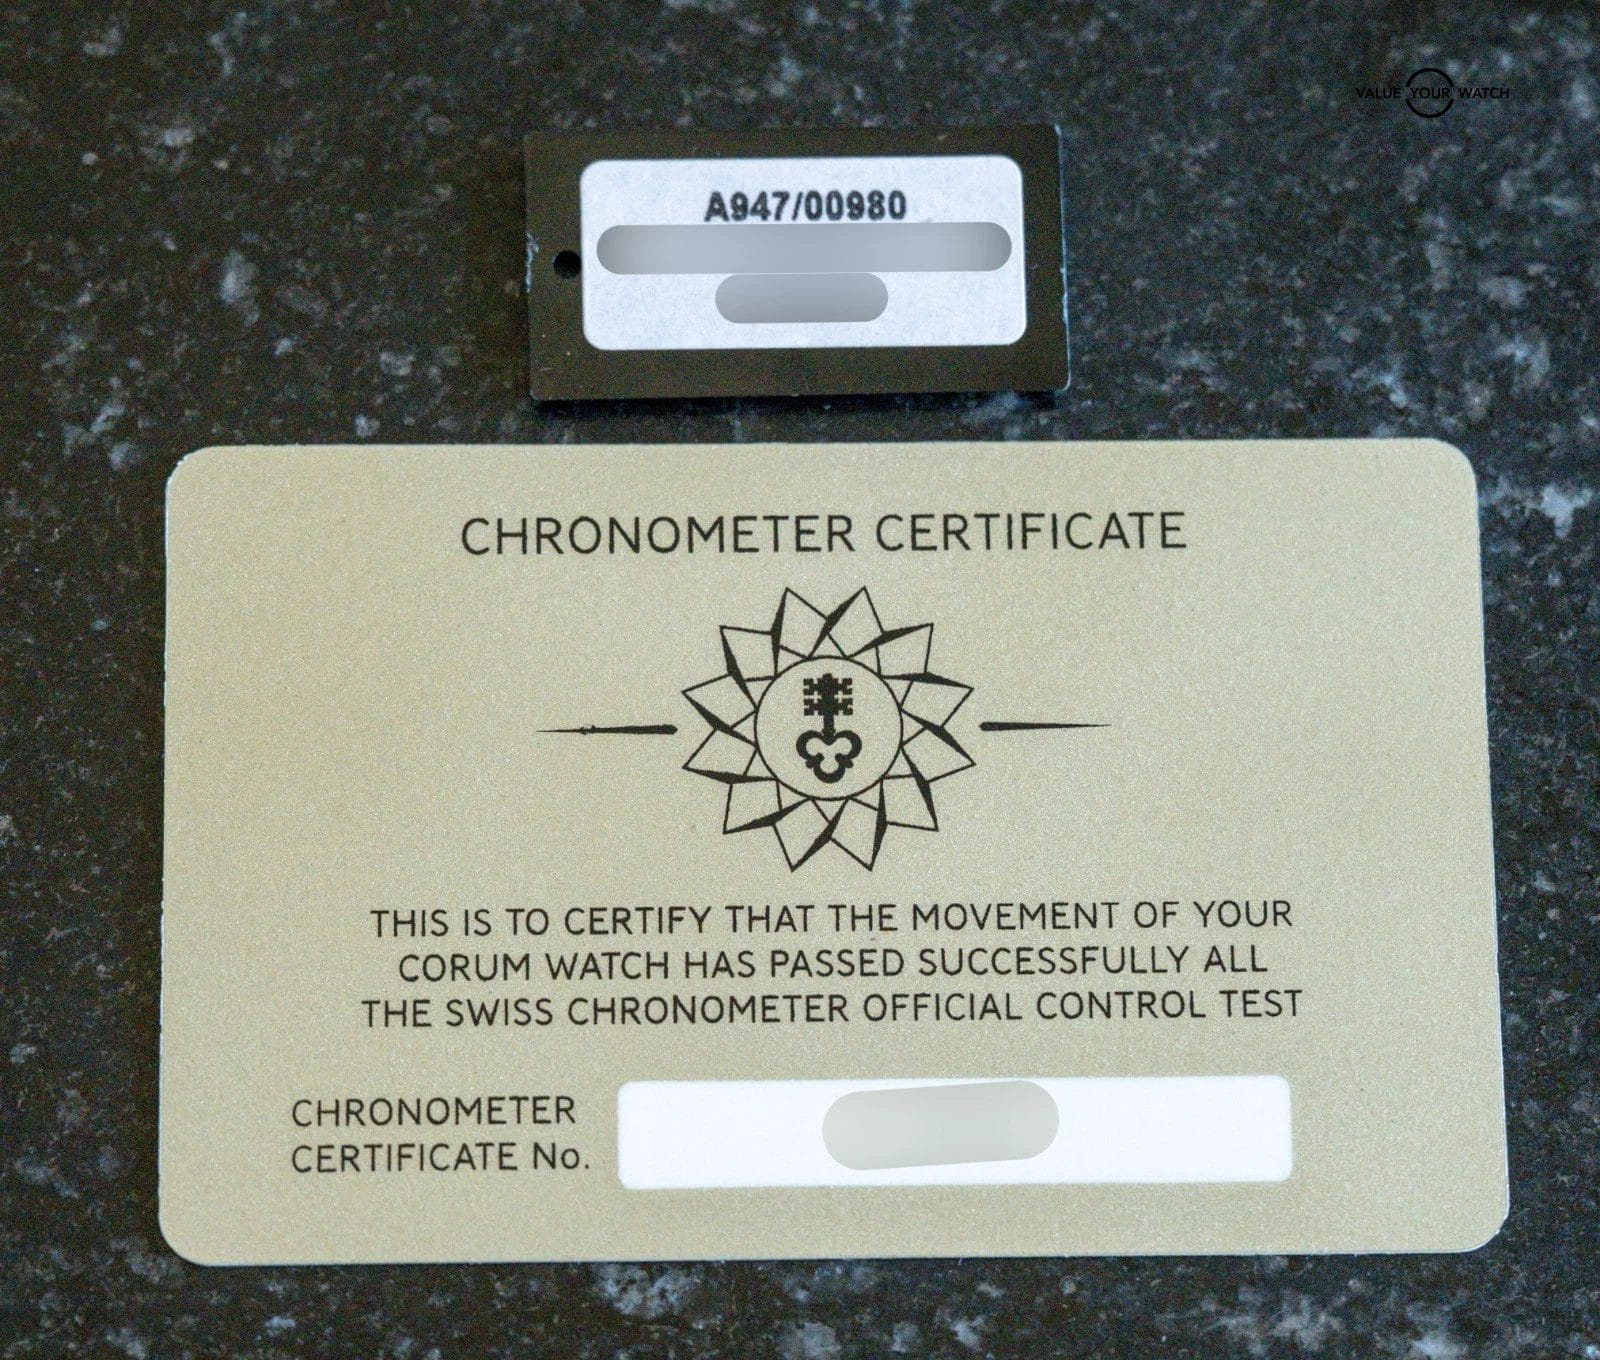 VALUE YOUR WATCH
A947/00980
CHRONOMETER CERTIFICATE
THIS IS TO CERTIFY THAT THE MOVEMENT OF YOUR
CORUM WATCH HAS PASSED SUCCESSFULLY ALL
THE SWISS CHRONOMETER OFFICIAL CONTROL TEST
CHRONOMETER
CERTIFICATE No.